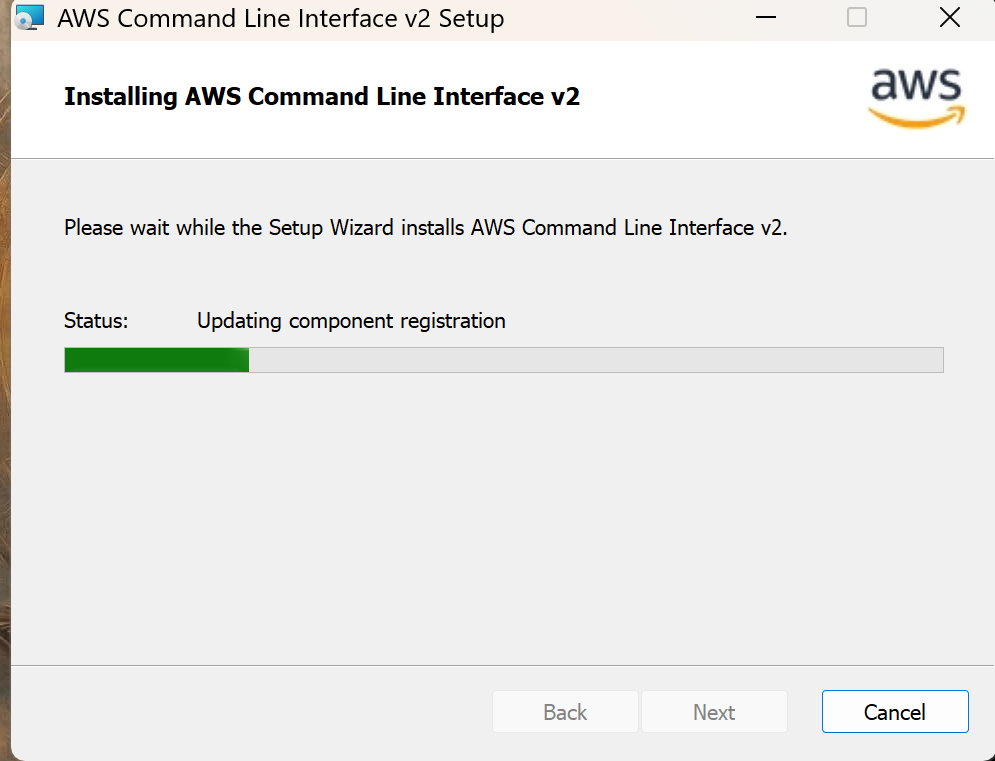 AWS Command Line Interface v2 Setup
Installing AWS Command Line Interface v2
aws
Please wait while the Setup Wizard installs AWS Command Line Interface v2.
Status: Updating component registration
Back Next Cancel